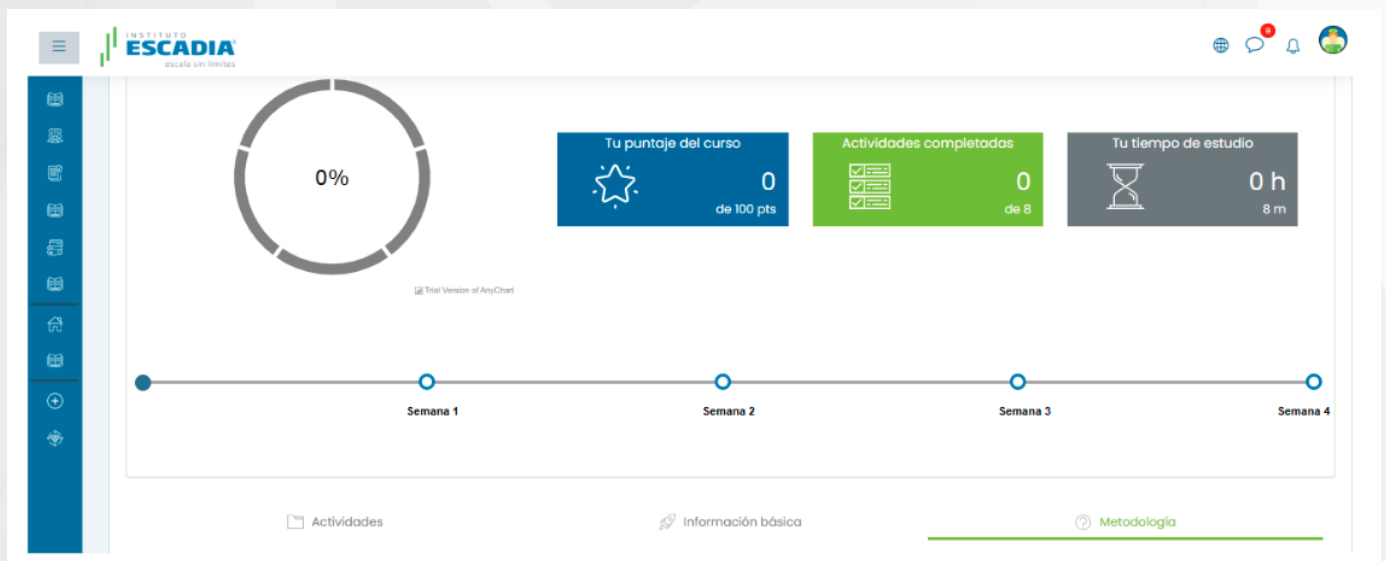 INSTITUTO
ESCADIA
escala sin límites
9
0%
Tu puntaje del curso
0
de 100 pts
Actividades completadas
0
de 8
Tu tiempo de estudio
0 h
8 m
Trial Version of AnyChart
Semana 1
Semana 2
Semana 3
Semana 4
Actividades
Información básica
Metodología